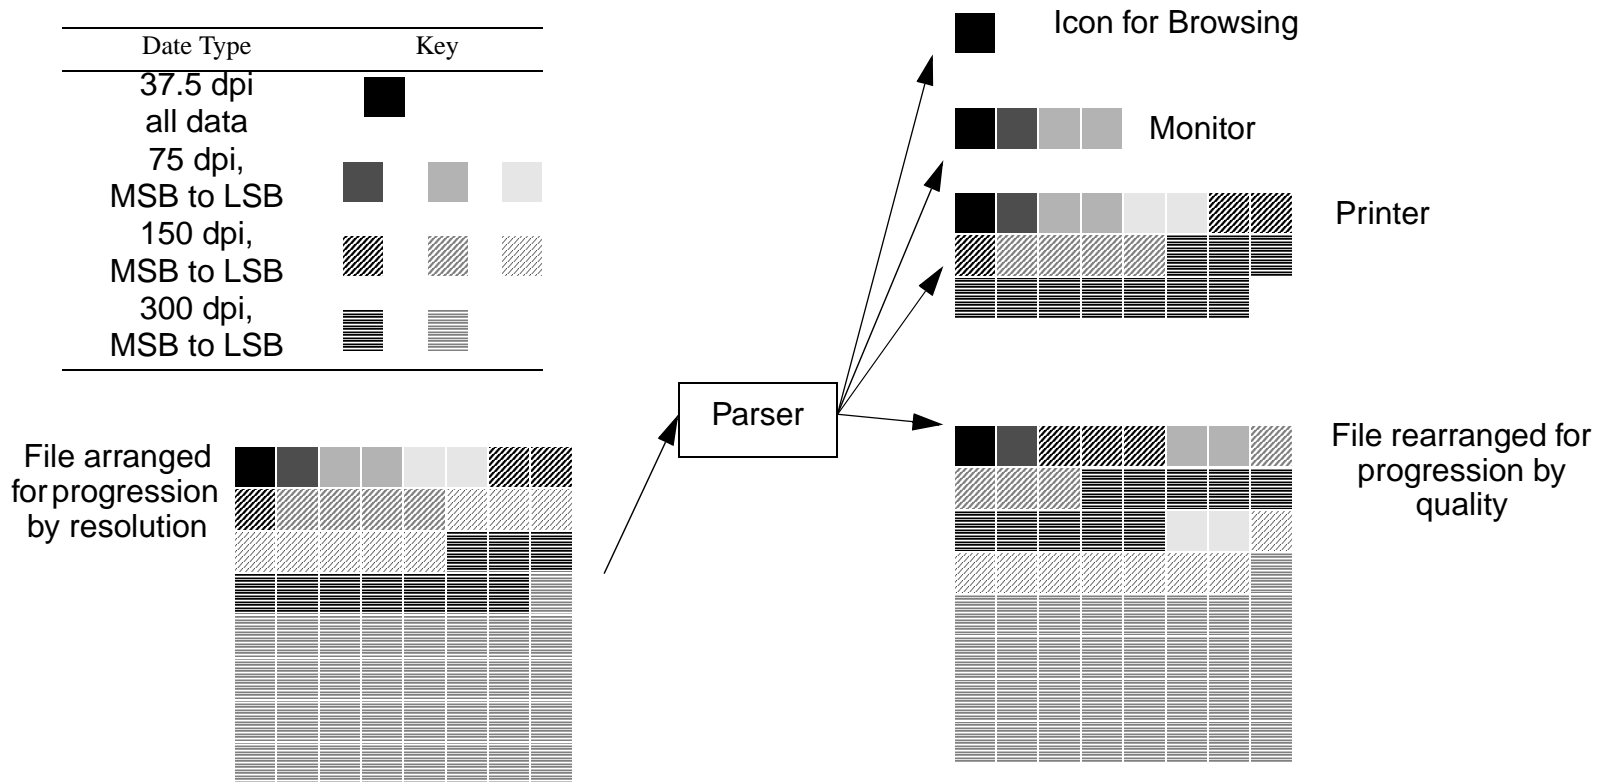 Date Type Key
37.5 dpi
all data
75 dpi,
MSB to LSB
150 dpi,
MSB to LSB
300 dpi,
MSB to LSB
Icon for Browsing
Monitor
Printer
Parser
File arranged
for progression
by resolution
File rearranged for
progression by
quality